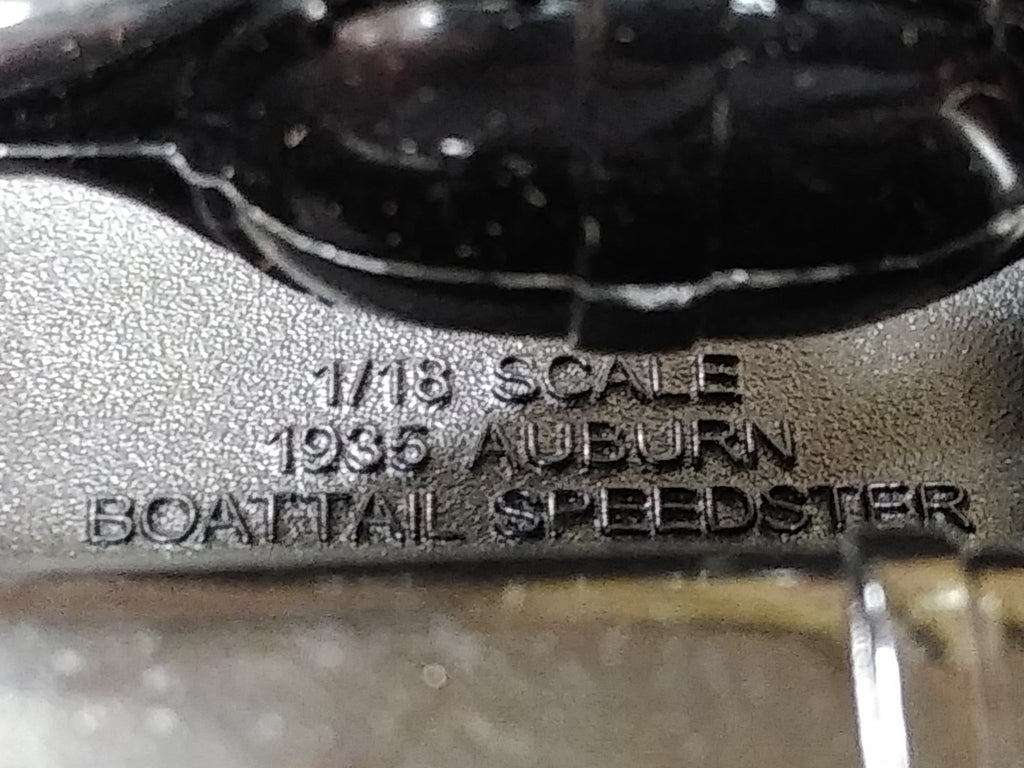 1/18 SCALE
1935 AUBURN
BOATTAIL SPEEDSTER